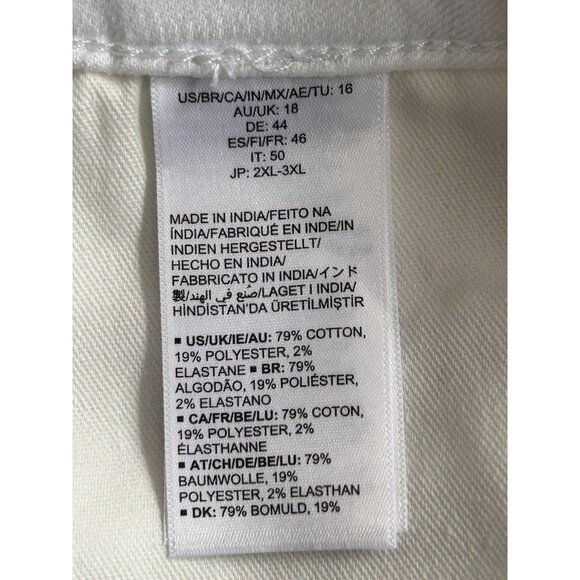 US/BR/CA/IN/MX/AE/TU: 16
AU/UK: 18
DE: 44
ES/FI/FR: 46
IT: 50
JP: 2XL-3XL
MADE IN INDIA/FEITO NA
ÍNDIA/FABRIQUÉ EN INDE/IN
INDIEN HERGESTELLT/
HECHO EN INDIA/
FABBRICATO IN INDIA/インド
製/صنع في الهند/LAGET I INDIA/
HİNDİSTAN'DA ÜRETİLMİŞTİR
▪ US/UK/IE/AU: 79% COTTON,
19% POLYESTER, 2%
ELASTANE ▪ BR: 79%
ALGODÃO, 19% POLIÉSTER,
2% ELASTANO
▪ CA/FR/BE/LU: 79% COTON,
19% POLYESTER, 2%
ÉLASTHANNE
▪ AT/CH/DE/BE/LU: 79%
BAUMWOLLE, 19%
POLYESTER, 2% ELASTHAN
▪ DK: 79% BOMULD, 19%